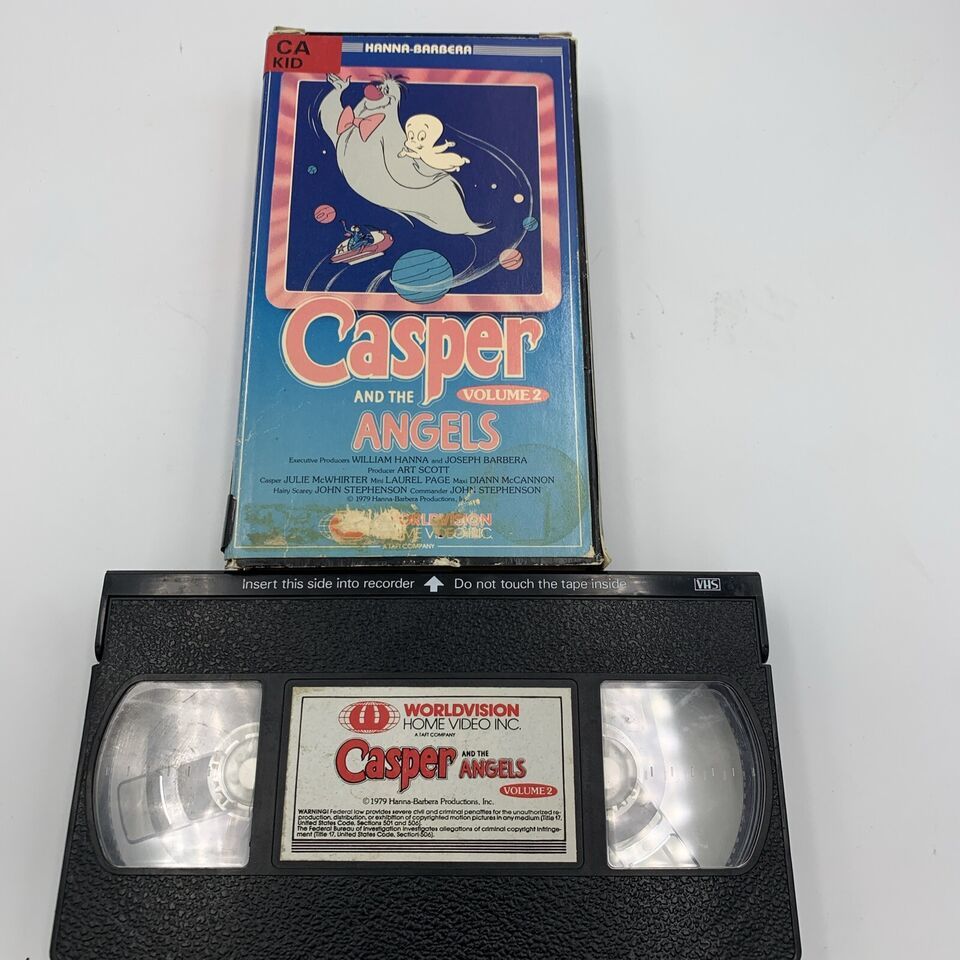 CA
KID
HANNA-BARBERA
Casper
AND THE
VOLUME 2
ANGELS
Executive Producers WILLIAM HANNA and JOSEPH BARBERA
Producer ART SCOTT
Casper JULIE McWHIRTER Mini LAUREL PAGE Maxi DIANN McCANNON
Hairy Scarey JOHN STEPHENSON Commander JOHN STEPHENSON
© 1979 Hanna-Barbera Productions,
HOME VIDEO INC.
A TAFT COMPANY
Insert this side into recorder Do not touch the tape inside VHS
WORLDVISION
HOME VIDEO INC.
A TAFT COMPANY
Casper AND THE ANGELS
VOLUME 2
© 1979 Hanna-Barbera Productions, Inc.
WARNING! Federal law provides severe civil and criminal penalties for the unauthorized re-
production, distribution, or exhibition of copyrighted motion pictures in any medium (Title 17,
United States Code, Sections 501 and 506).
The Federal Bureau of Investigation investigates allegations of criminal copyright infringe-
ment (Title 17, United States Code, Section 506).